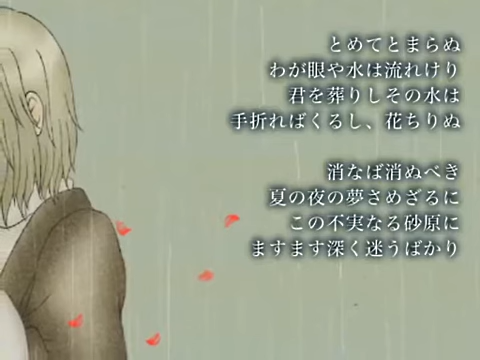 とめてとまらぬ
わが眼や水は流れけり
君を葬りしその水は
手折ればくるし、花ちりぬ
消なば消ぬべき
夏の夜の夢さめざるに
この不実なる砂原に
ますます深く迷うばかり